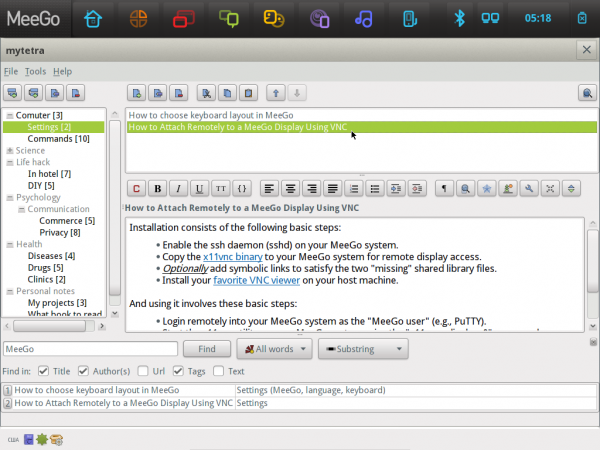 MeeGo
05:18
mytetra
File Tools Help
Comuter [3]
Settings [2]
Commands [10]
Science
Life hack
In hotel [7]
DIY [5]
Psychology
Communication
Commerce [5]
Privacy [8]
Health
Diseases [4]
Drugs [5]
Clinics [2]
Personal notes
My projects [3]
What book to read
How to choose keyboard layout in MeeGo
How to Attach Remotely to a MeeGo Display Using VNC
C B I U TT {}
How to Attach Remotely to a MeeGo Display Using VNC
Installation consists of the following basic steps:
Enable the ssh daemon (sshd) on your MeeGo system.
Copy the x11vnc binary to your MeeGo system for remote display access.
Optionally add symbolic links to satisfy the two "missing" shared library files.
Install your favorite VNC viewer on your host machine.
And using it involves these basic steps:
Login remotely into your MeeGo system as the "MeeGo user" (e.g., PuTTY).
MeeGo Find All words Substring
Find in: Title Author(s) Url Tags Text
1 How to choose keyboard layout in MeeGo Settings (MeeGo, language, keyboard)
2 How to Attach Remotely to a MeeGo Display Using VNC Settings
США